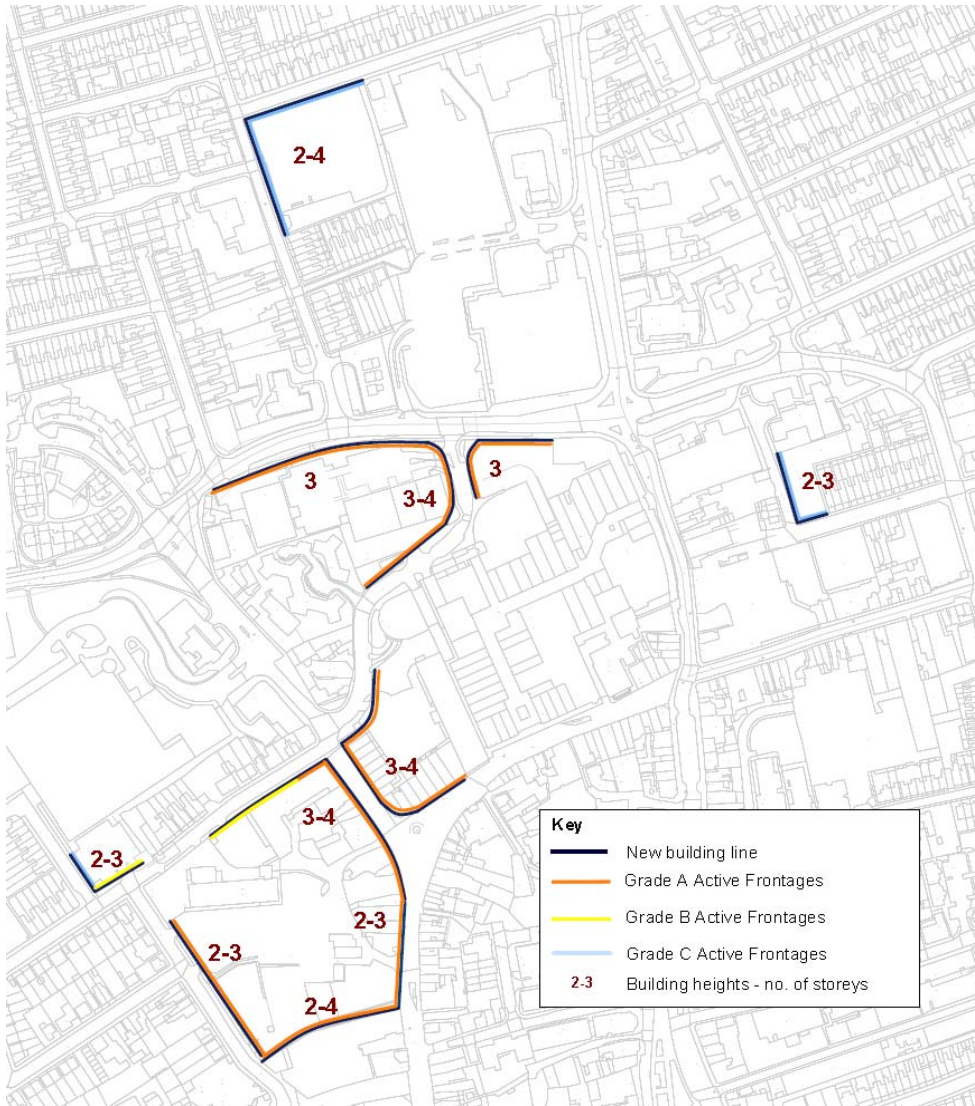 2-4
3
3
3-4
2-3
3-4
3-4
2-3
2-3
2-3
2-4
Key
New building line
Grade A Active Frontages
Grade B Active Frontages
Grade C Active Frontages
2-3 Building heights - no. of storeys